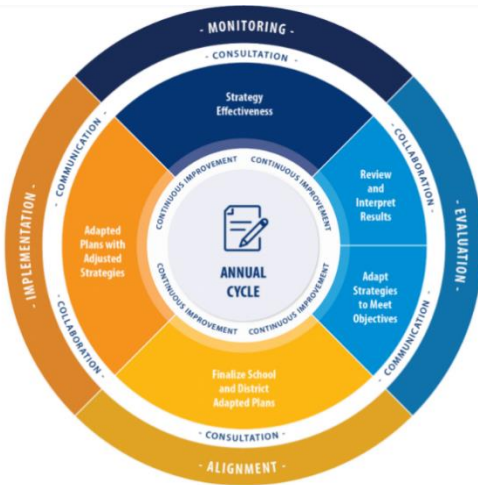 - MONITORING -
- CONSULTATION -
Strategy
Effectiveness
- COMMUNICATION -
- COLLABORATION -
CONTINUOUS IMPROVEMENT
CONTINUOUS IMPROVEMENT
Review
and
Interpret
Results
- IMPLEMENTATION -
Adapted
Plans with
Adjusted
Strategies
ANNUAL
CYCLE
- EVALUATION -
Adapt
Strategies
to Meet
Objectives
CONTINUOUS IMPROVEMENT
CONTINUOUS IMPROVEMENT
- COLLABORATION -
- COMMUNICATION -
Finalize School
and District
Adapted Plans
- CONSULTATION -
- ALIGNMENT -